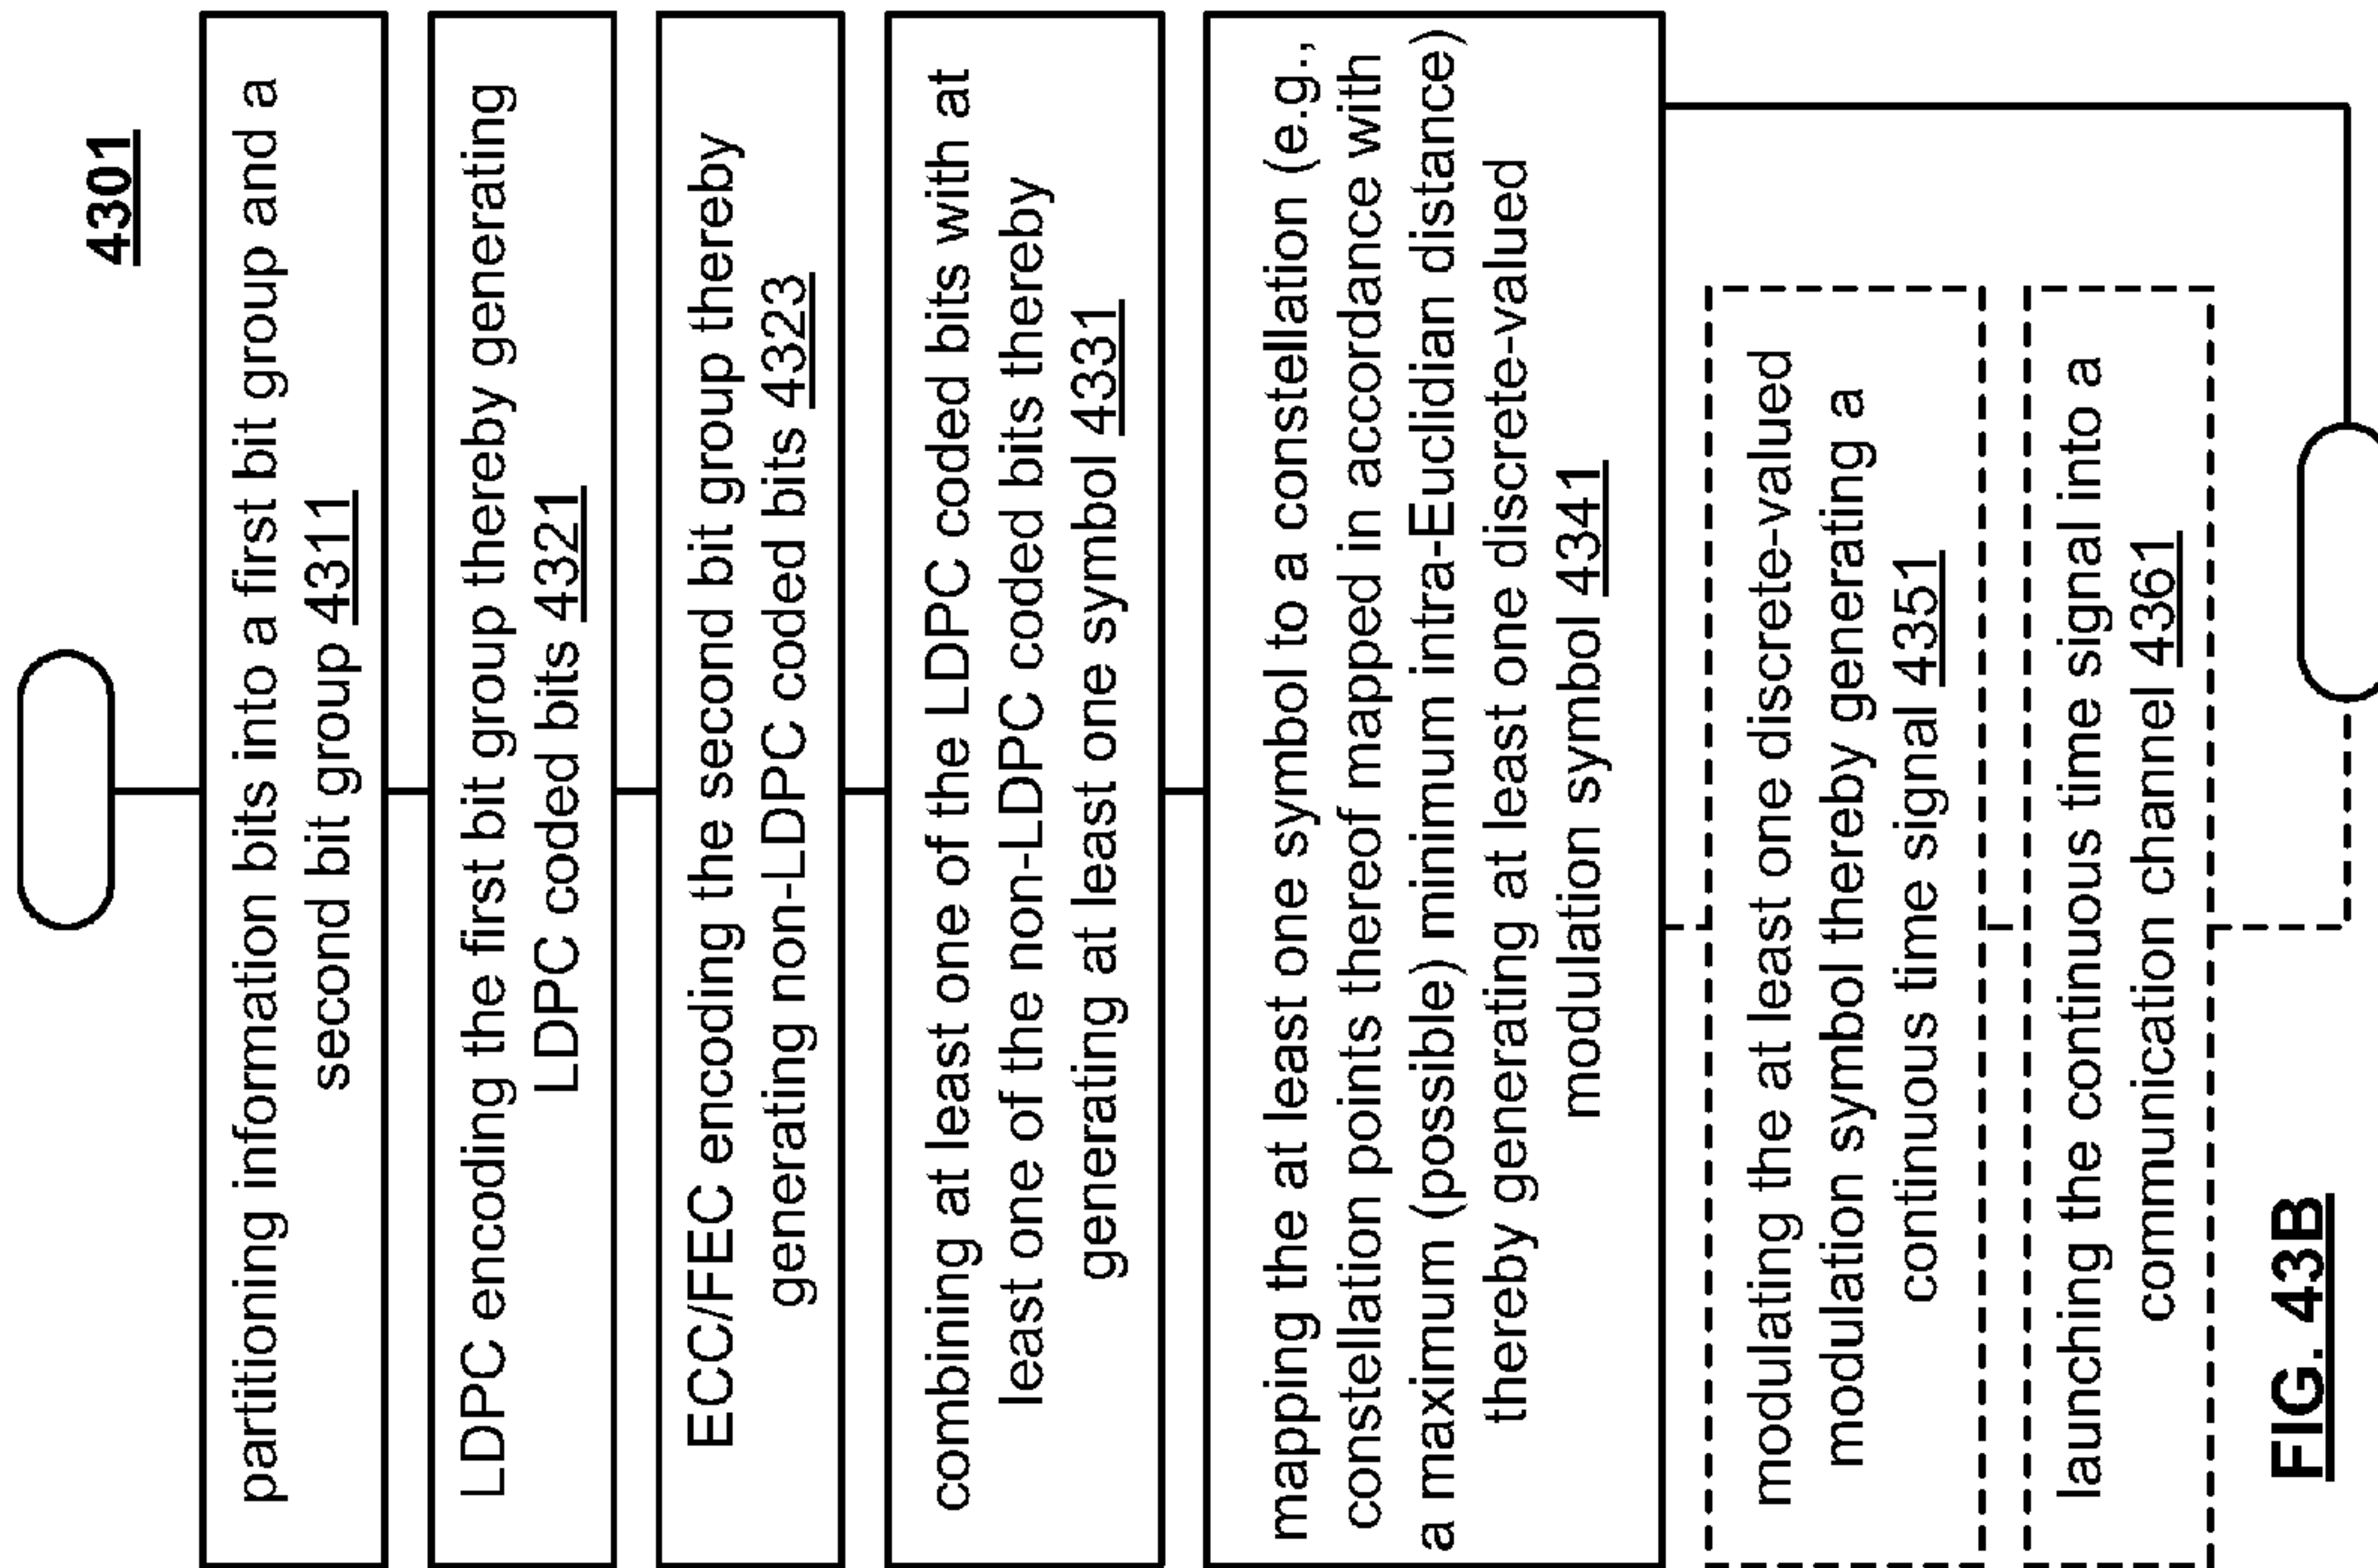 4301
partitioning information bits into a first bit group and a
second bit group 4311
LDPC encoding the first bit group thereby generating
LDPC coded bits 4321
ECC/FEC encoding the second bit group thereby
generating non-LDPC coded bits 4323
combining at least one of the LDPC coded bits with at
least one of the non-LDPC coded bits thereby
generating at least one symbol 4331
mapping the at least one symbol to a constellation (e.g.,
constellation points thereof mapped in accordance with
a maximum (possible) minimum intra-Euclidian distance)
thereby generating at least one discrete-valued
modulation symbol 4341
modulating the at least one discrete-valued
modulation symbol thereby generating a
continuous time signal 4351
launching the continuous time signal into a
communication channel 4361
FIG. 43B